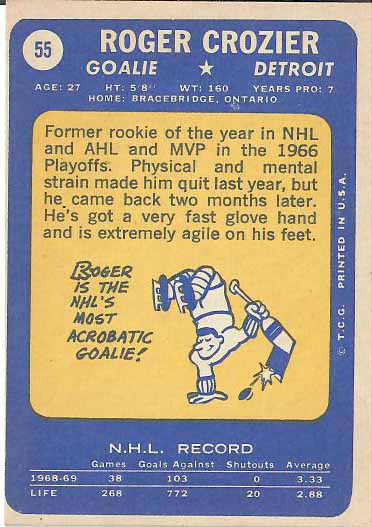 55
ROGER CROZIER
GOALIE ★ DETROIT
AGE: 27 HT: 5'8" WT: 160 YEARS PRO: 7
HOME: BRACEBRIDGE, ONTARIO
Former rookie of the year in NHL
and AHL and MVP in the 1966
Playoffs. Physical and mental
strain made him quit last year, but
he came back two months later.
He's got a very fast glove hand
and is extremely agile on his feet.
ROGER
IS THE
NHL'S
MOST
ACROBATIC
GOALIE!
© T.C.G. PRINTED IN U.S.A.
N.H.L. RECORD
Games Goals Against Shutouts Average
1968-69 38 103 0 3.33
LIFE 268 772 20 2.88